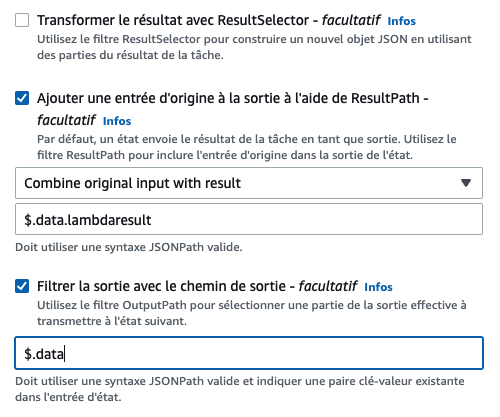 Transformer le résultat avec ResultSelector - facultatif Infos
Utilisez le filtre ResultSelector pour construire un nouvel objet JSON en utilisant
des parties du résultat de la tâche.
Ajouter une entrée d'origine à la sortie à l'aide de ResultPath -
facultatif Infos
Par défaut, un état envoie le résultat de la tâche en tant que sortie. Utilisez le
filtre ResultPath pour inclure l'entrée d'origine dans la sortie de l'état.
Combine original input with result
$.data.lambdaresult
Doit utiliser une syntaxe JSONPath valide.
Filtrer la sortie avec le chemin de sortie - facultatif Infos
Utilisez le filtre OutputPath pour sélectionner une partie de la sortie effective à
transmettre à l'état suivant.
$.data
Doit utiliser une syntaxe JSONPath valide et indiquer une paire clé-valeur existante
dans l'entrée d'état.